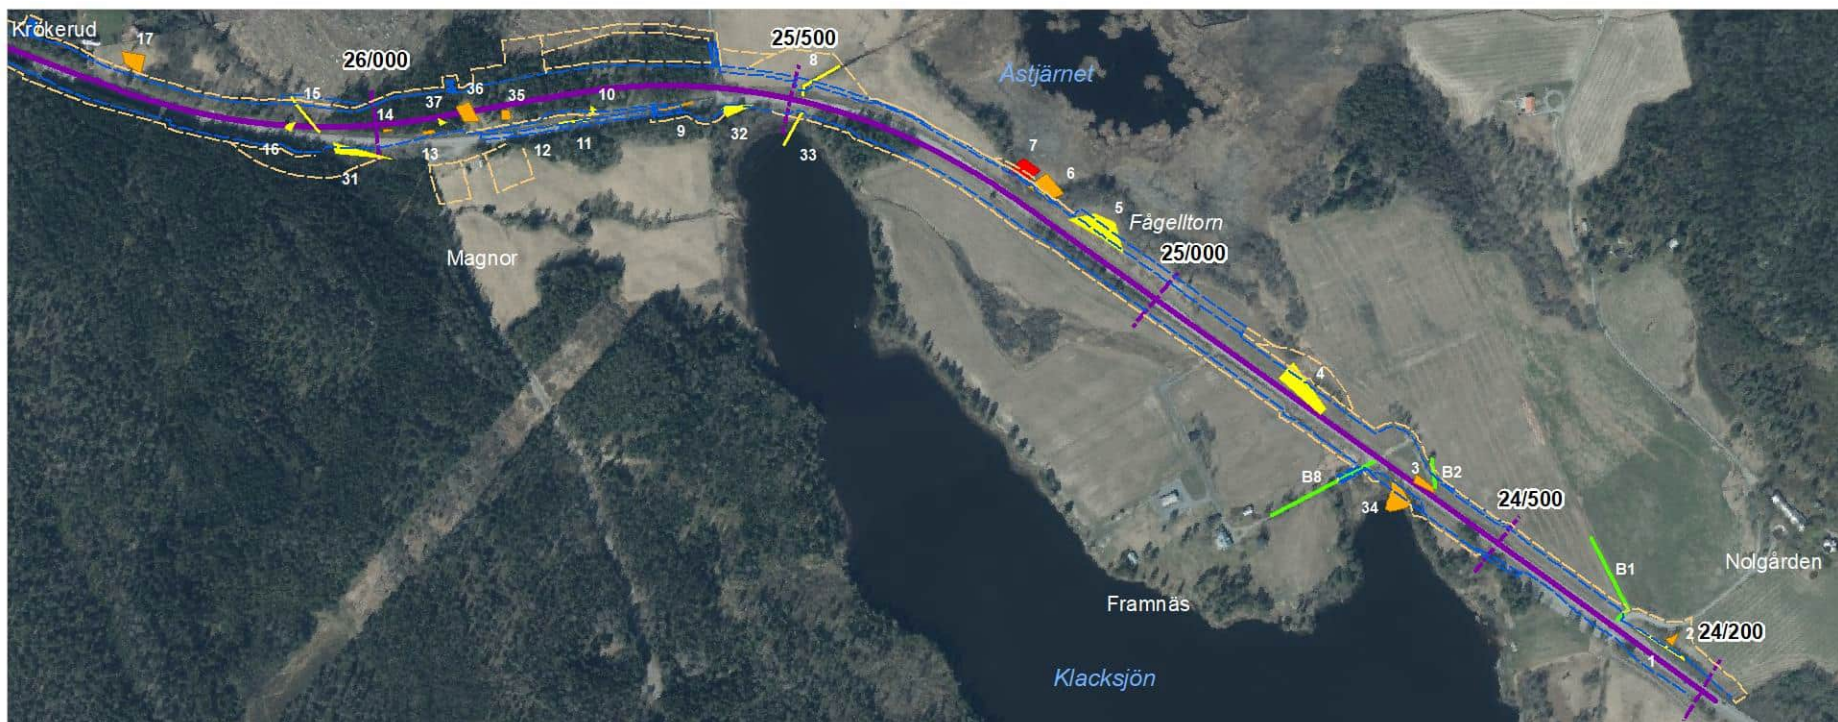 Krökerud
17
26/000
25/500
8
Åstjärnet
15
14
37
36
35
10
16
13
12
11
9
32
33
31
7
6
5
Fågelltorn
25/000
Magnor
4
3
B2
B8
34
24/500
B1
Nolgården
Framnäs
2
24/200
1
Klacksjön